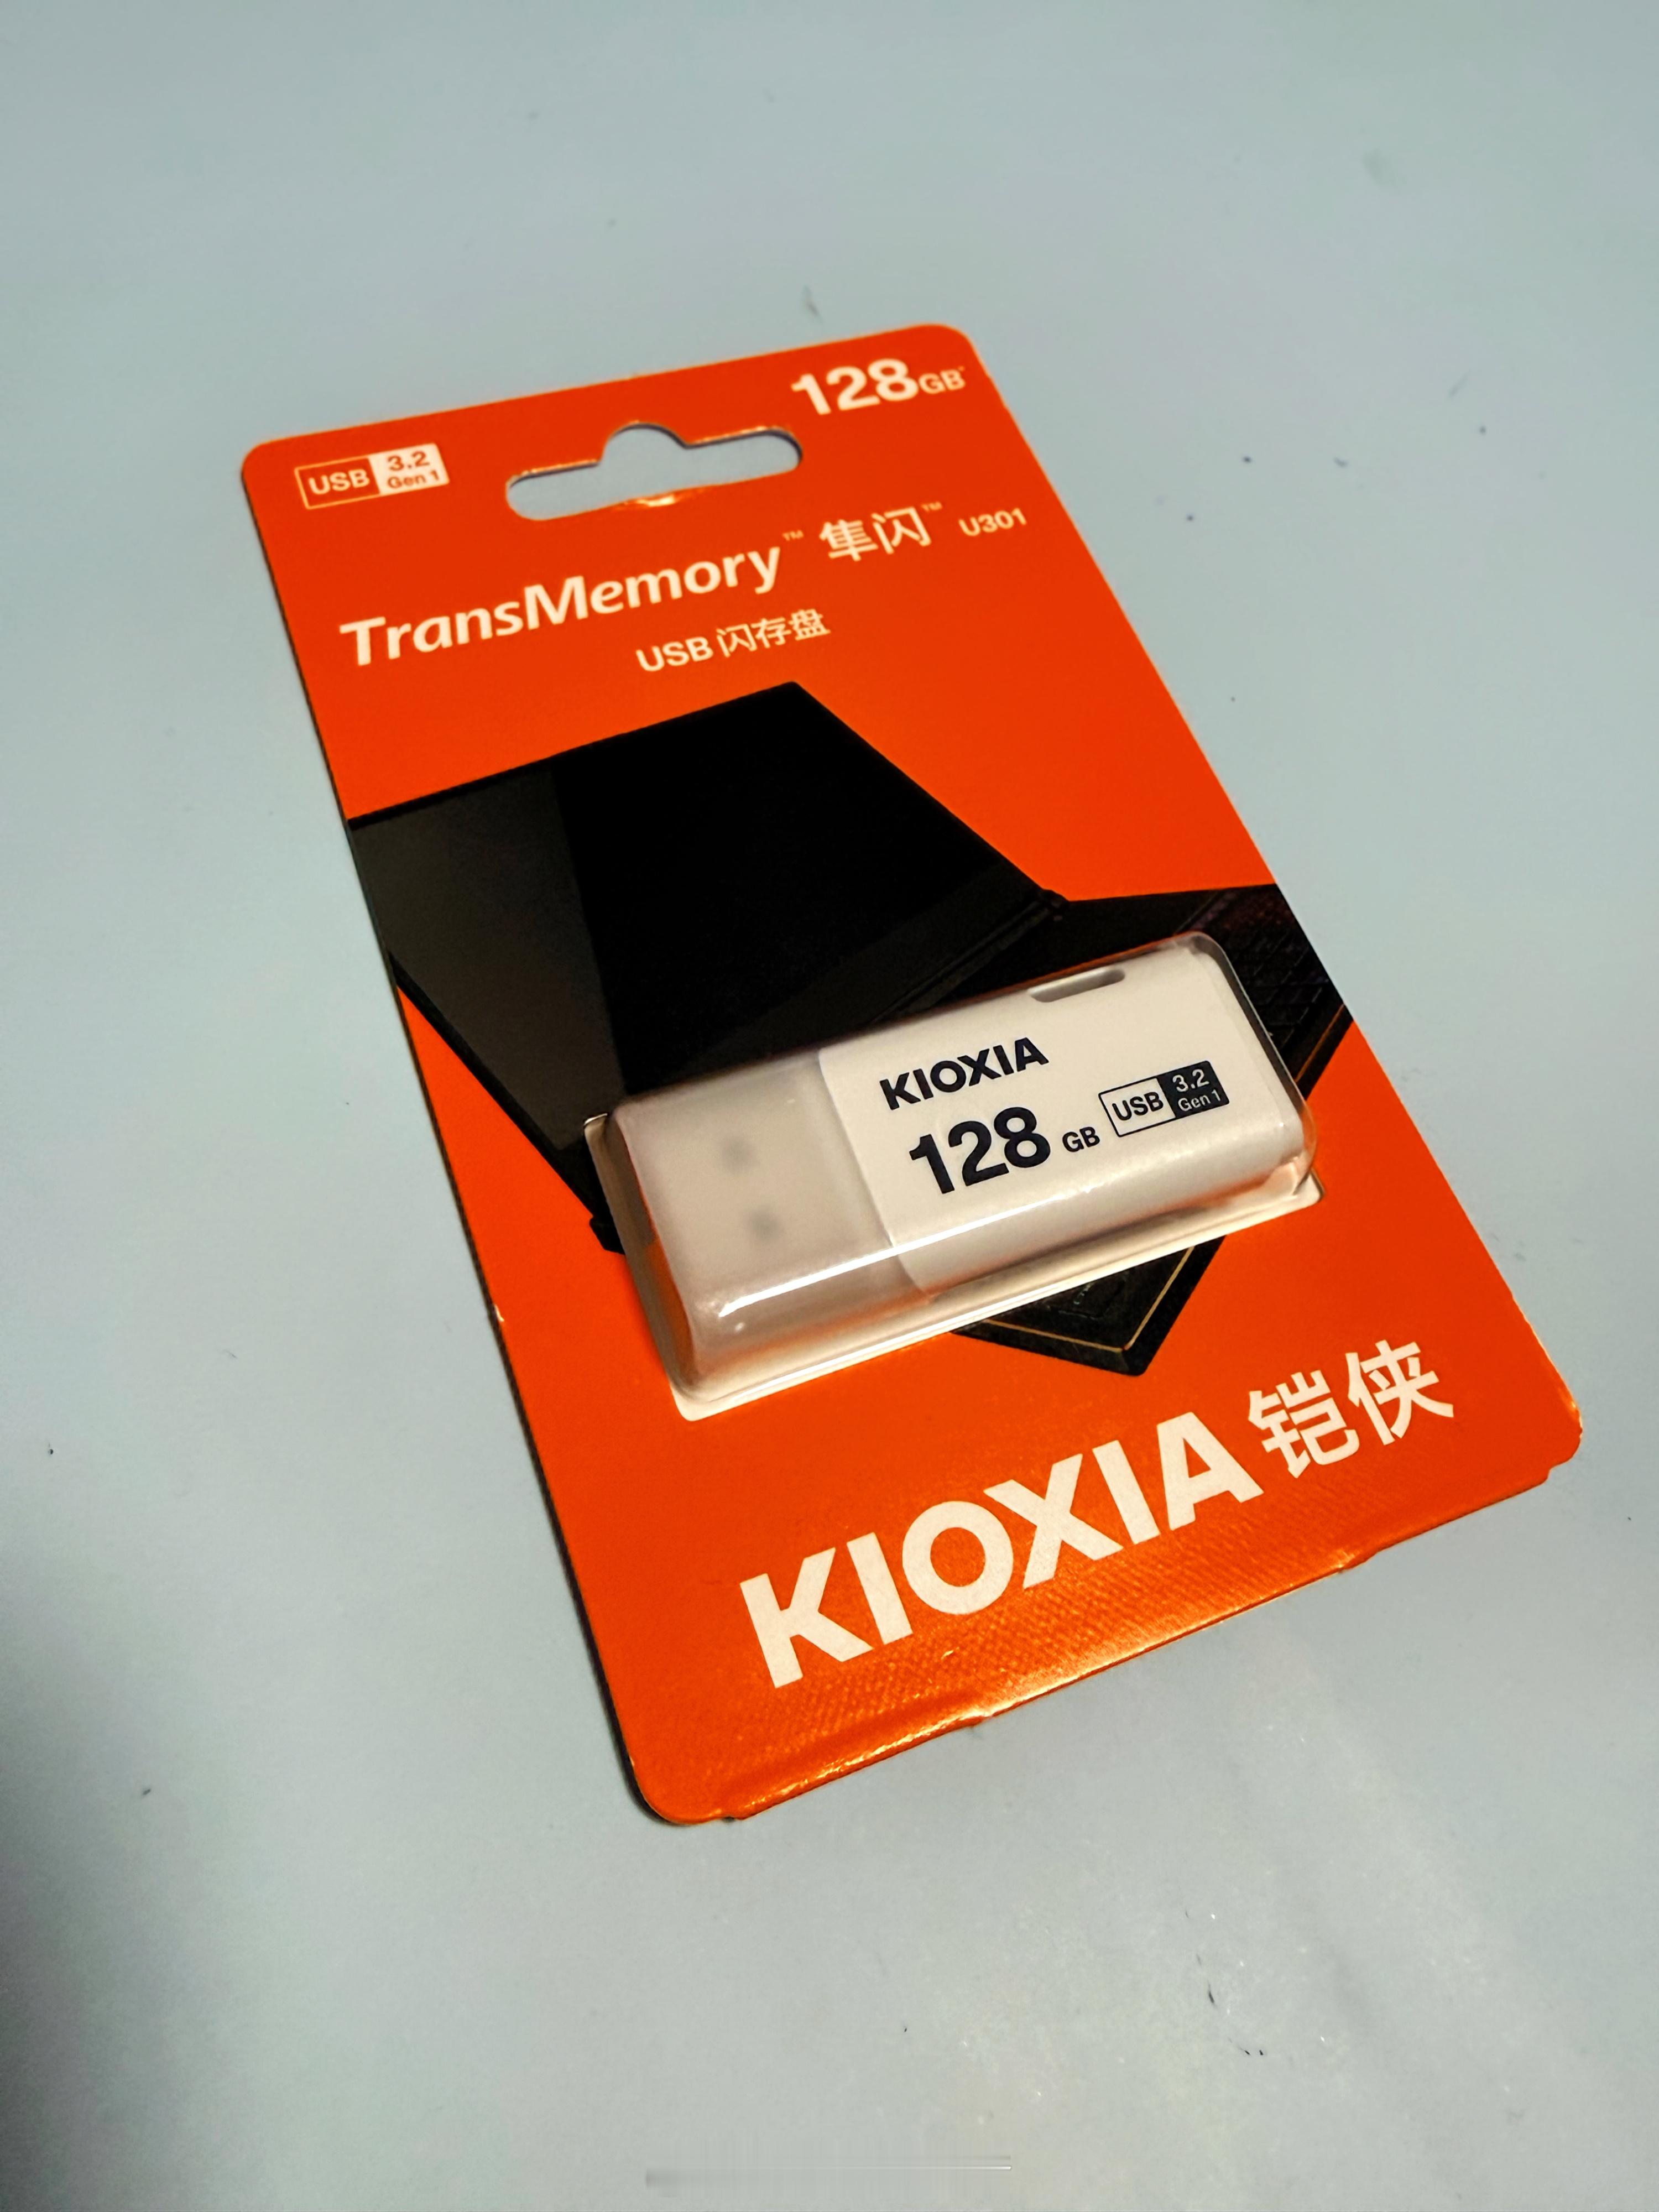 128GB*
USB 3.2 Gen 1
TransMemory™ 隼闪™ U301
USB 闪存盘
KIOXIA
128 GB USB 3.2 Gen 1
KIOXIA 铠侠